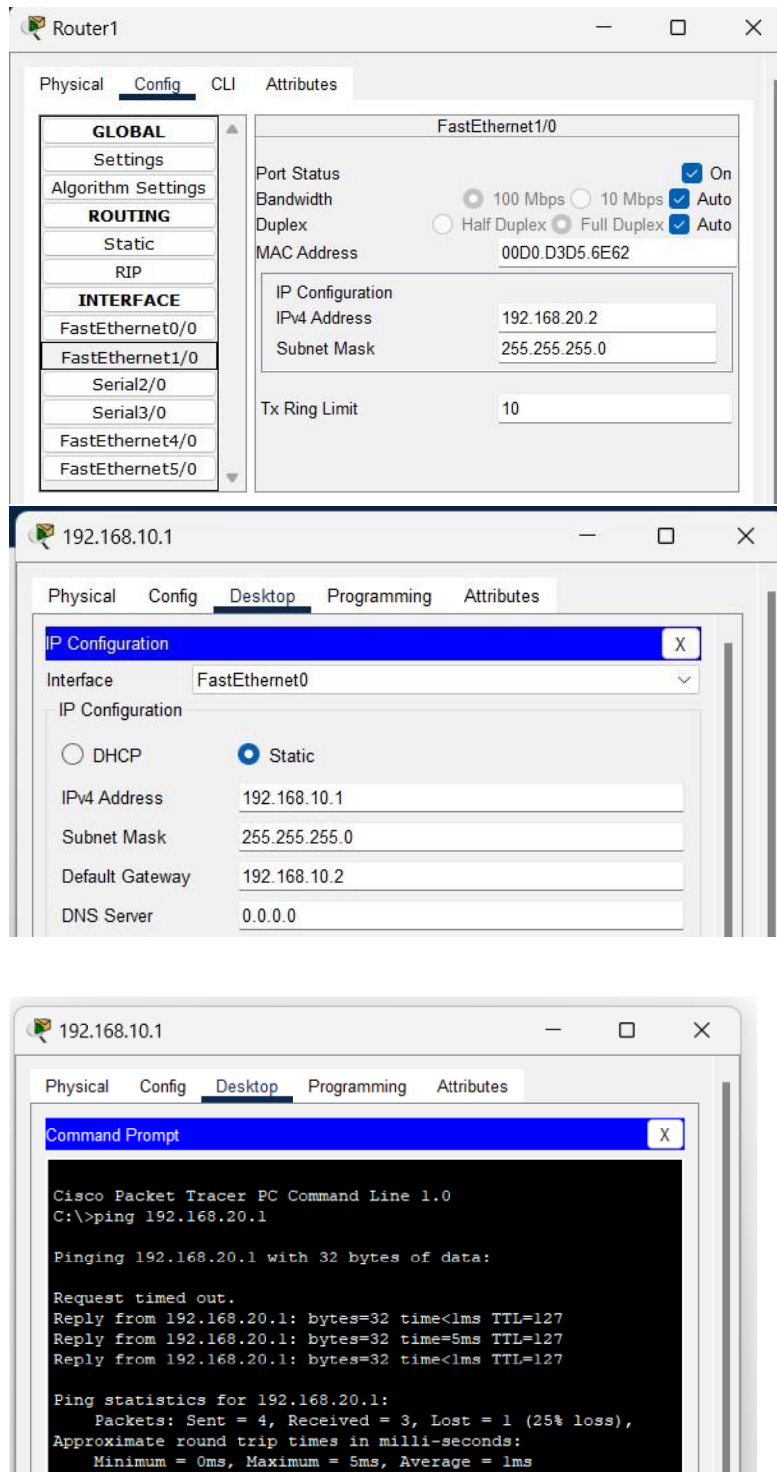 Router1
Physical Config CLI Attributes
GLOBAL
Settings
Algorithm Settings
ROUTING
Static
RIP
INTERFACE
FastEthernet0/0
FastEthernet1/0
Serial2/0
Serial3/0
FastEthernet4/0
FastEthernet5/0
FastEthernet1/0
Port Status On
Bandwidth 100 Mbps 10 Mbps Auto
Duplex Half Duplex Full Duplex Auto
MAC Address 00D0.D3D5.6E62
IP Configuration
IPv4 Address 192.168.20.2
Subnet Mask 255.255.255.0
Tx Ring Limit 10
192.168.10.1
Physical Config Desktop Programming Attributes
IP Configuration X
Interface FastEthernet0
IP Configuration
DHCP Static
IPv4 Address 192.168.10.1
Subnet Mask 255.255.255.0
Default Gateway 192.168.10.2
DNS Server 0.0.0.0
192.168.10.1
Physical Config Desktop Programming Attributes
Command Prompt X
Cisco Packet Tracer PC Command Line 1.0
C:\>ping 192.168.20.1
Pinging 192.168.20.1 with 32 bytes of data:
Request timed out.
Reply from 192.168.20.1: bytes=32 time<1ms TTL=127
Reply from 192.168.20.1: bytes=32 time=5ms TTL=127
Reply from 192.168.20.1: bytes=32 time<1ms TTL=127
Ping statistics for 192.168.20.1:
Packets: Sent = 4, Received = 3, Lost = 1 (25% loss),
Approximate round trip times in milli-seconds:
Minimum = 0ms, Maximum = 5ms, Average = 1ms